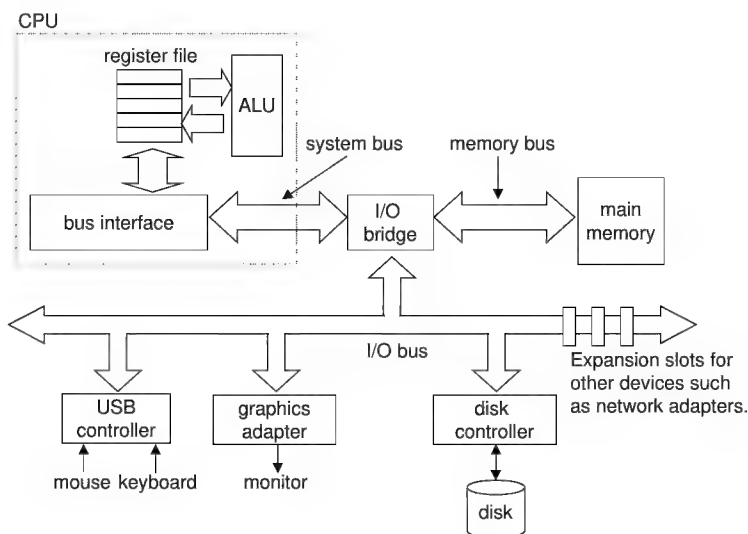 CPU
register file
ALU
system bus
memory bus
bus interface
I/O
bridge
main
memory
I/O bus
Expansion slots for
other devices such
as network adapters.
USB
controller
graphics
adapter
disk
controller
mouse keyboard
monitor
disk